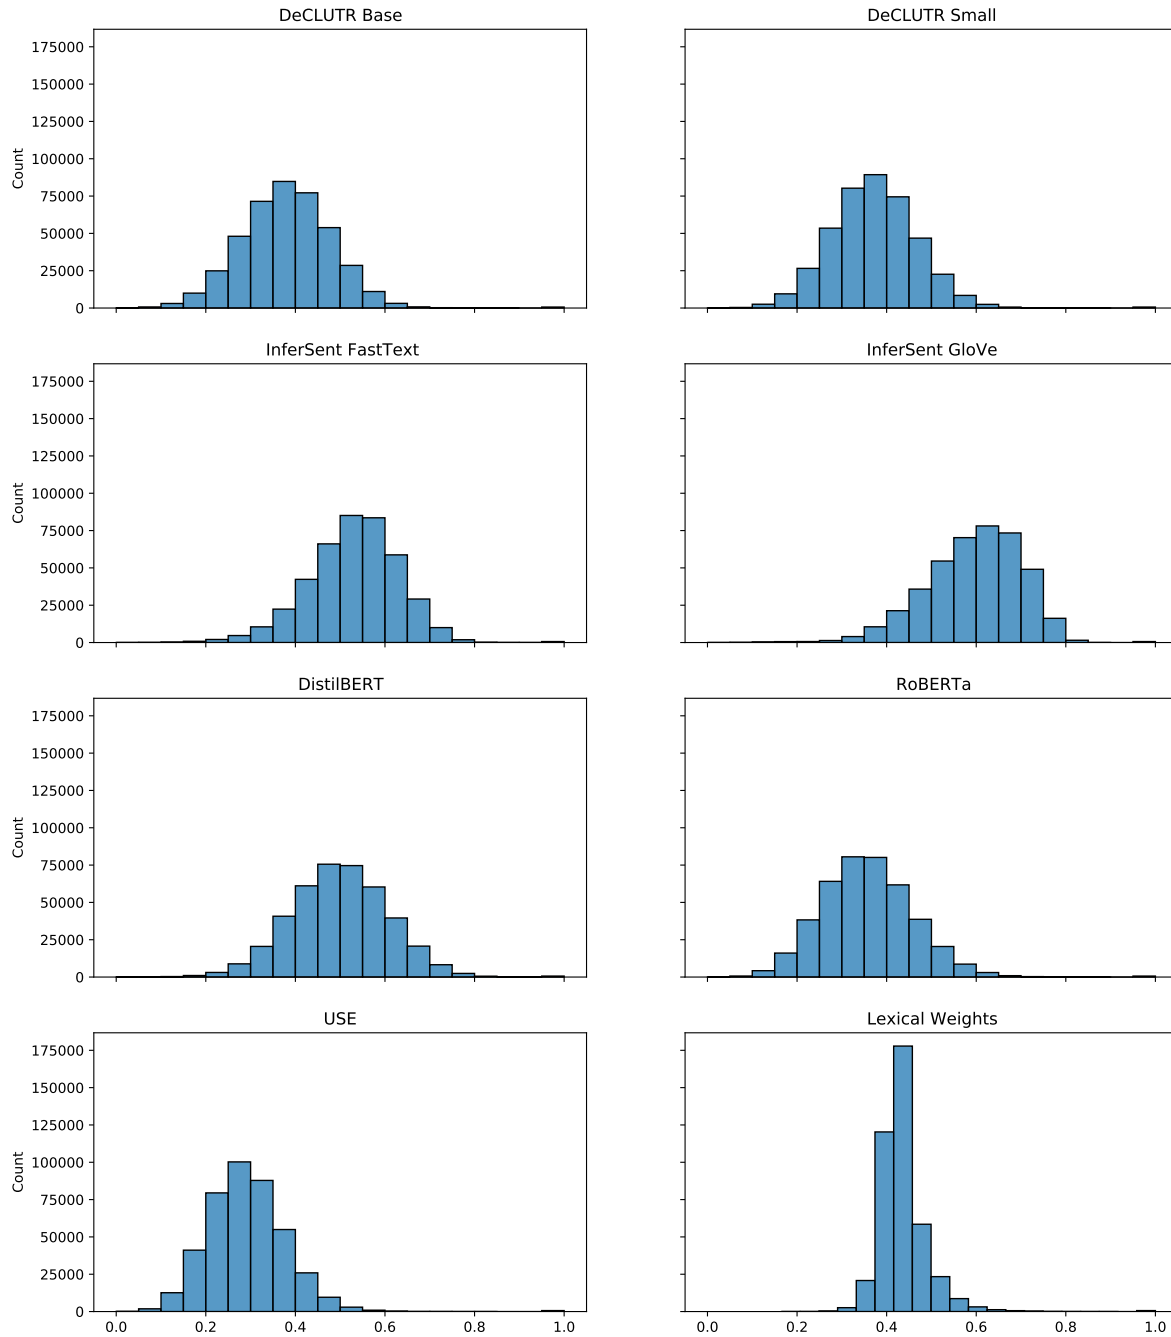 DeCLUTR Base
DeCLUTR Small
175000
150000
125000
100000
75000
50000
25000
0
Count
InferSent FastText
InferSent GloVe
175000
150000
125000
100000
75000
50000
25000
0
Count
DistilBERT
RoBERTa
175000
150000
125000
100000
75000
50000
25000
0
Count
USE
Lexical Weights
175000
150000
125000
100000
75000
50000
25000
0
Count
0.0 0.2 0.4 0.6 0.8 1.0
0.0 0.2 0.4 0.6 0.8 1.0